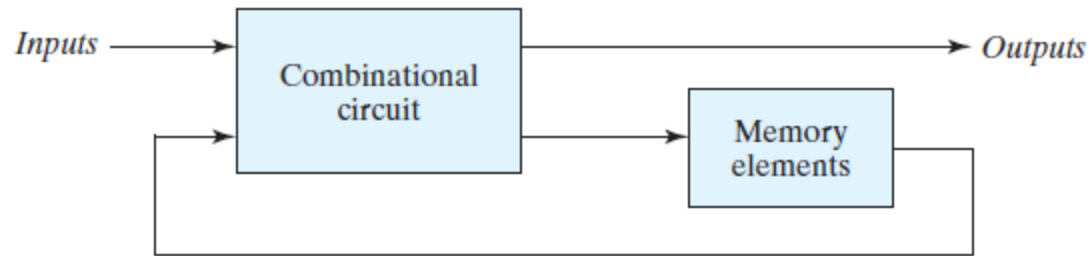 Inputs
Outputs
Combinational
circuit
Memory
elements